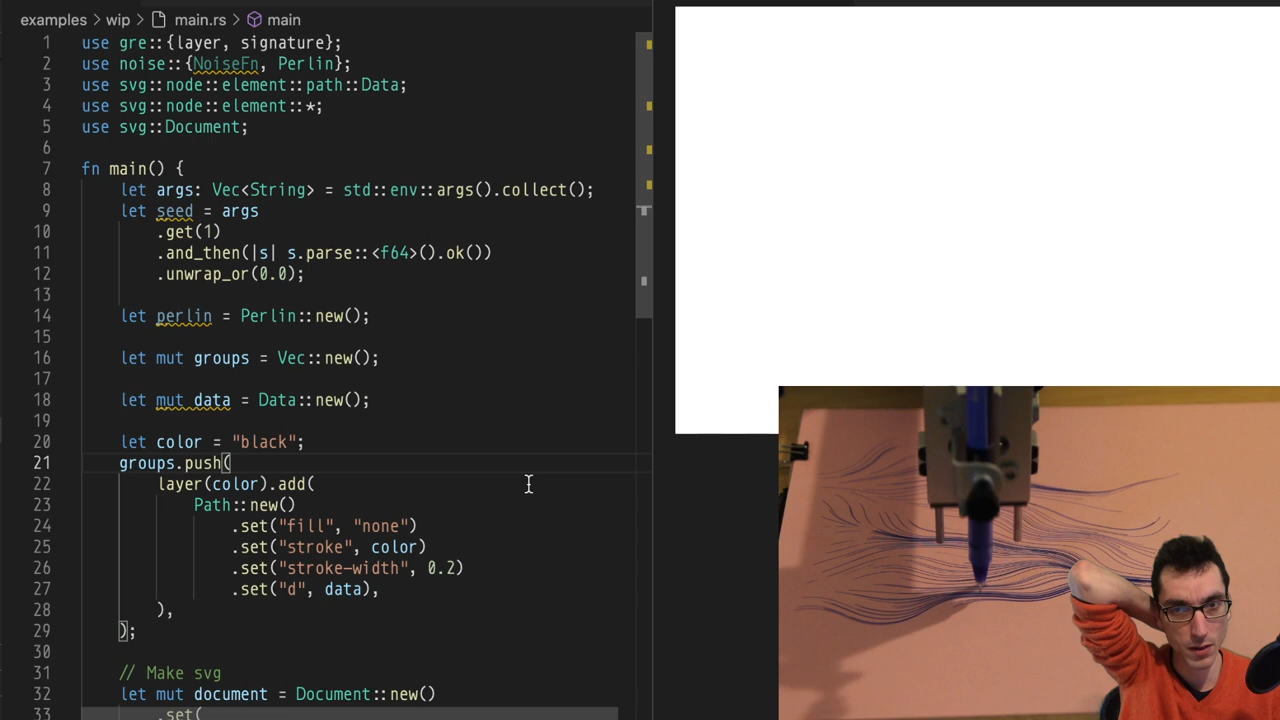 examples › wip › main.rs › main
1 use gre::{layer, signature};
2 use noise::{NoiseFn, Perlin};
3 use svg::node::element::path::Data;
4 use svg::node::element::*;
5 use svg::Document;
6
7 fn main() {
8 let args: Vec<String> = std::env::args().collect();
9 let seed = args
10 .get(1)
11 .and_then(|s| s.parse::<f64>().ok())
12 .unwrap_or(0.0);
13
14 let perlin = Perlin::new();
15
16 let mut groups = Vec::new();
17
18 let mut data = Data::new();
19
20 let color = "black";
21 groups.push(
22 layer(color).add(
23 Path::new()
24 .set("fill", "none")
25 .set("stroke", color)
26 .set("stroke-width", 0.2)
27 .set("d", data),
28 ),
29 );
30
31 // Make svg
32 let mut document = Document::new()
33 .set(